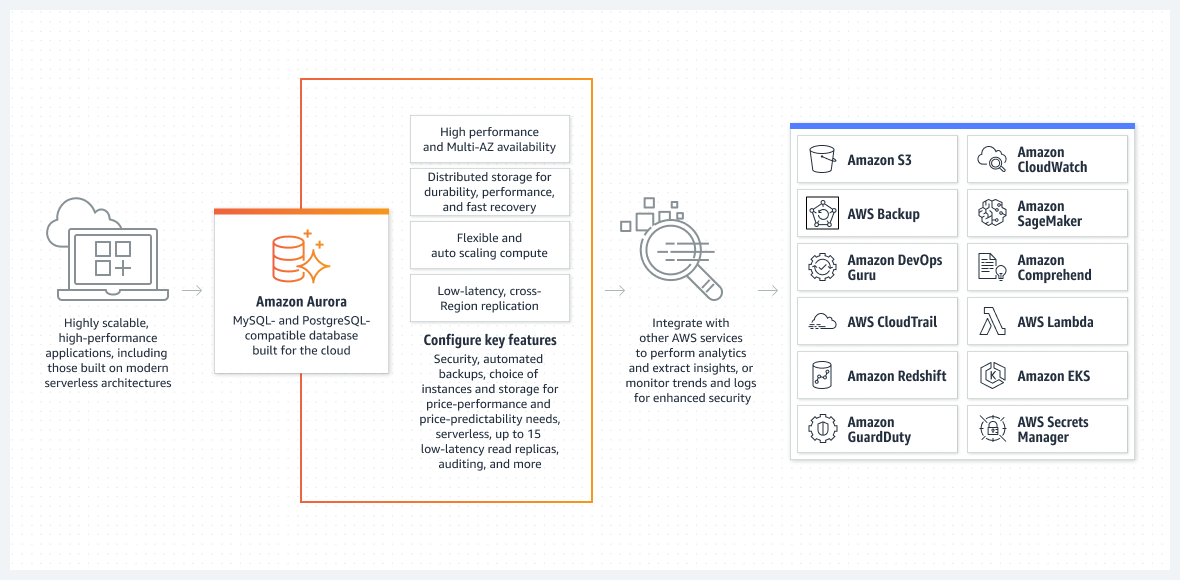 Highly scalable,
high-performance
applications, including
those built on modern
serverless architectures
Amazon Aurora
MySQL- and PostgreSQL-
compatible database
built for the cloud
High performance
and Multi-AZ availability
Distributed storage for
durability, performance,
and fast recovery
Flexible and
auto scaling compute
Low-latency, cross-
Region replication
Configure key features
Security, automated
backups, choice of
instances and storage for
price-performance and
price-predictability needs,
serverless, up to 15
low-latency read replicas,
auditing, and more
Integrate with
other AWS services
to perform analytics
and extract insights, or
monitor trends and logs
for enhanced security
Amazon S3
Amazon
CloudWatch
AWS Backup
Amazon
SageMaker
Amazon DevOps
Guru
Amazon
Comprehend
AWS CloudTrail
AWS Lambda
Amazon Redshift
Amazon EKS
Amazon
GuardDuty
AWS Secrets
Manager